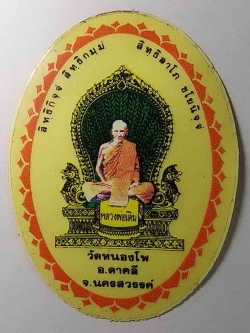 สิทธิกิจฺจํ สิทธิกมฺมํ สิทธิลาโภ ชโยนิจฺจํ
หลวงพ่อเดิม
วัดหนองโพ
อ.ตาคลี
จ.นครสวรรค์